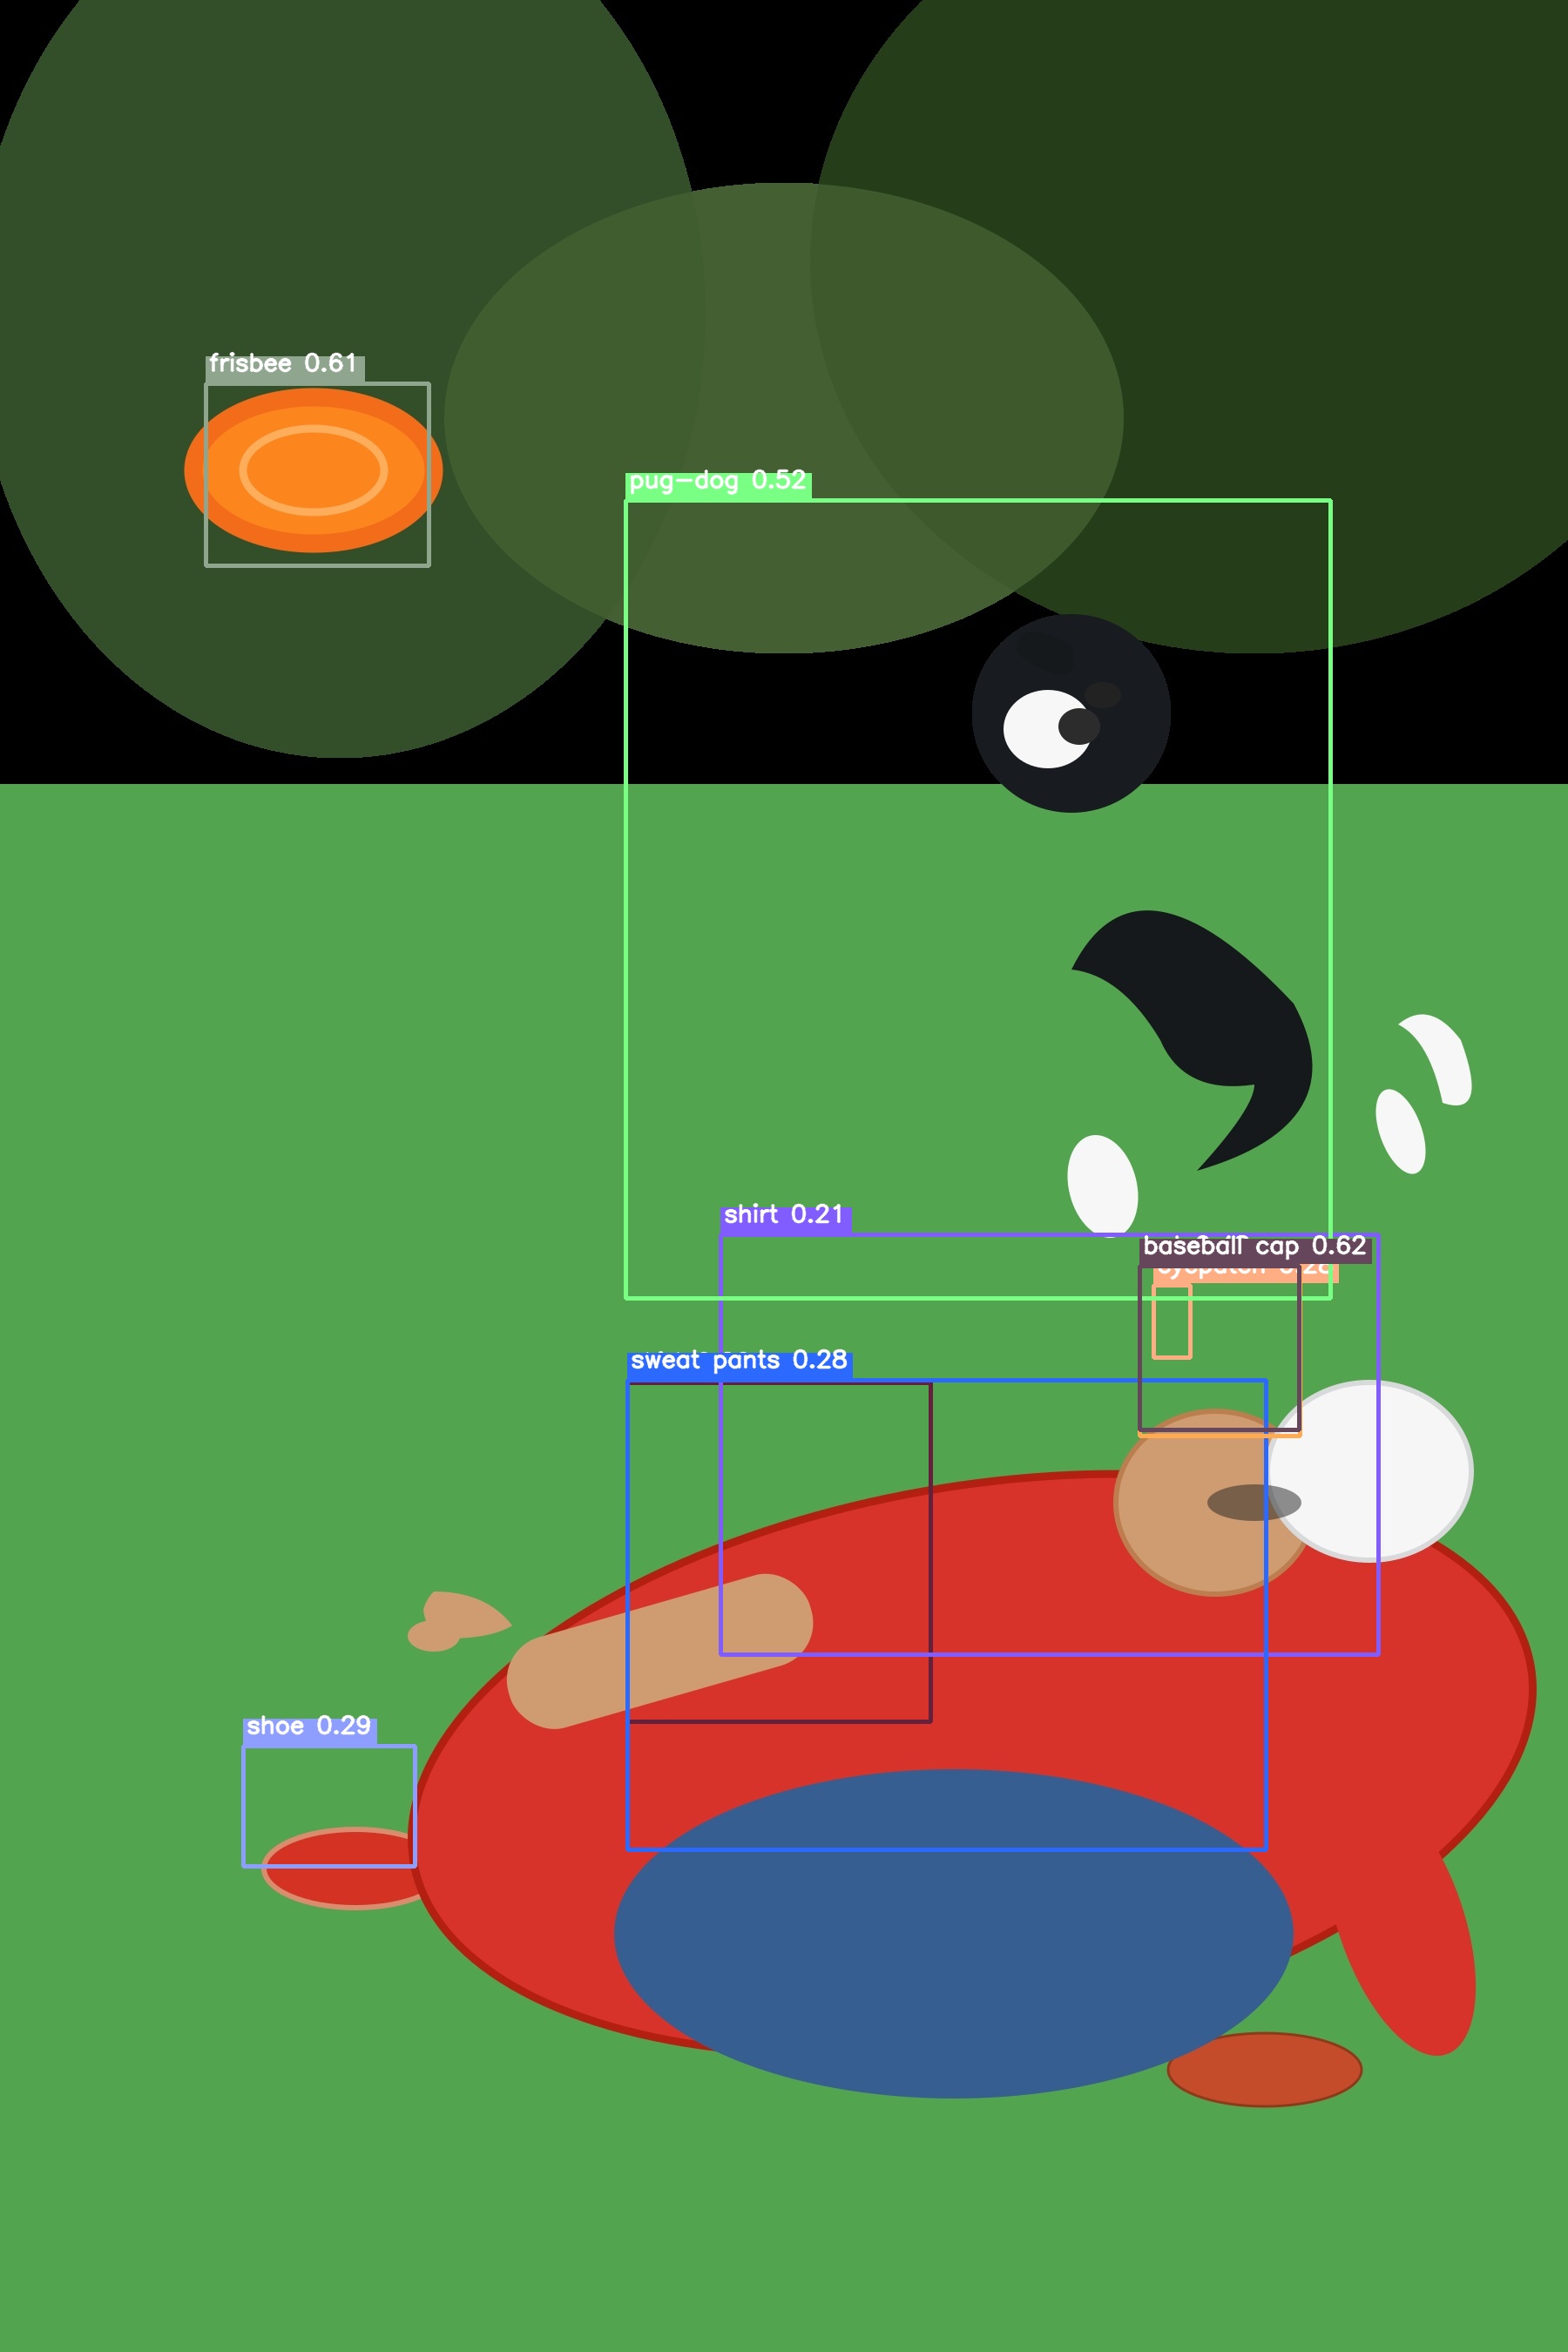 frisbee 0.61
pug-dog 0.52
shirt 0.21
baseball cap 0.62
sweat pants 0.28
shoe 0.29